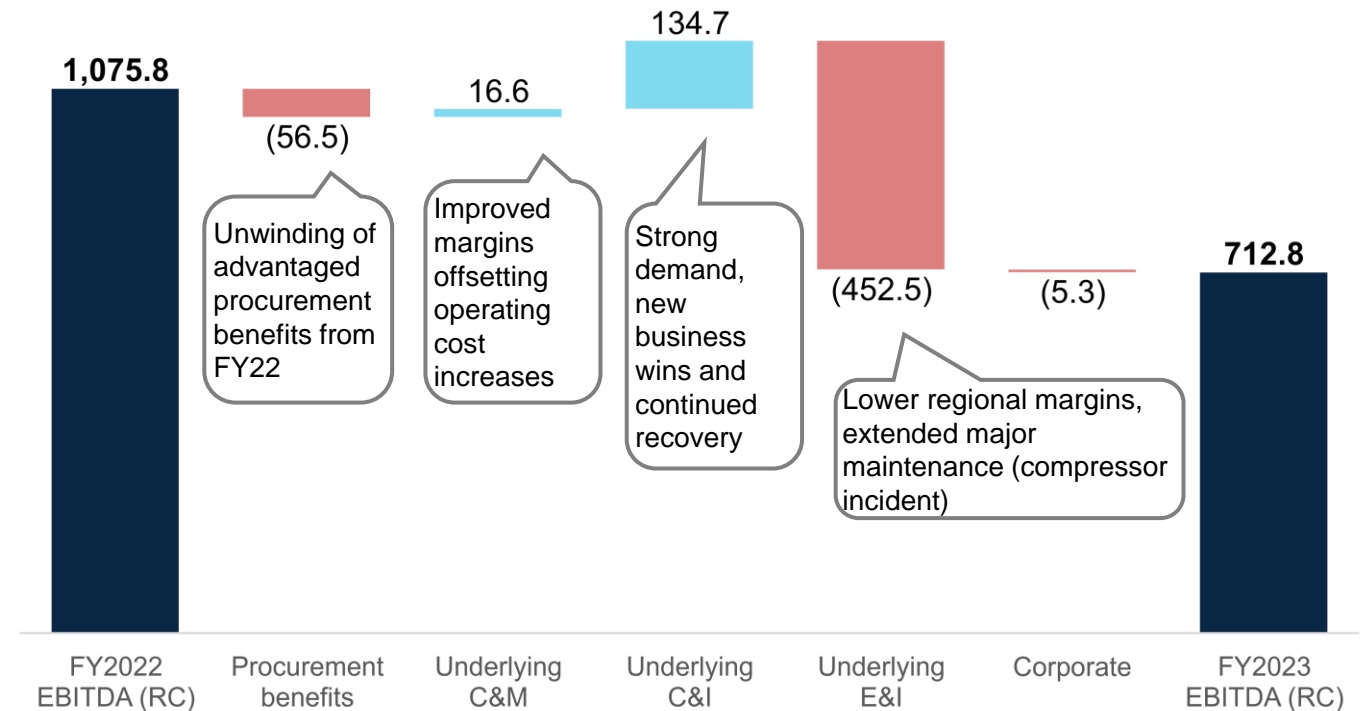 134.7
1,075.8
16.6
(56.5)
712.8
(452.5)
(5.3)
Unwinding of
advantaged
procurement
benefits from
FY22
Improved
margins
offsetting
operating
cost
increases
Strong
demand,
new
business
wins and
continued
recovery
Lower regional margins,
extended major
maintenance (compressor
incident)
FY2022
EBITDA (RC)
Procurement
benefits
Underlying
C&M
Underlying
C&I
Underlying
E&I
Corporate
FY2023
EBITDA (RC)